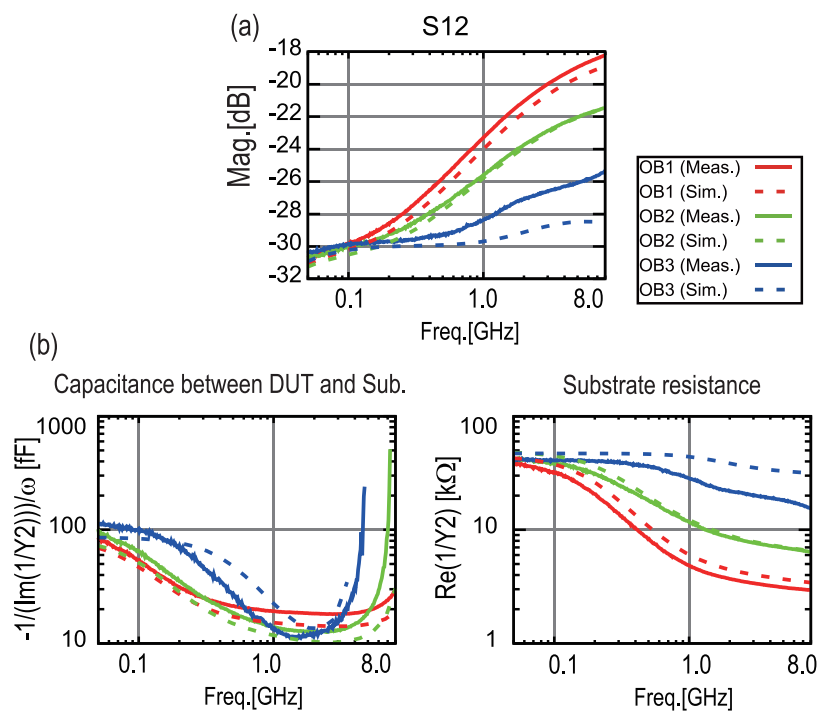 (a)
S12
-18
-20
-22
-24
-26
-28
-30
-32
Mag.[dB]
0.1
1.0
8.0
Freq.[GHz]
OB1 (Meas.)
OB1 (Sim.)
OB2 (Meas.)
OB2 (Sim.)
OB3 (Meas.)
OB3 (Sim.)
(b)
Capacitance between DUT and Sub.
1000
100
10
-1/(Im(1/Y2)))/ω [fF]
0.1
1.0
8.0
Freq.[GHz]
Substrate resistance
100
10
1
Re(1/Y2) [kΩ]
0.1
1.0
8.0
Freq.[GHz]